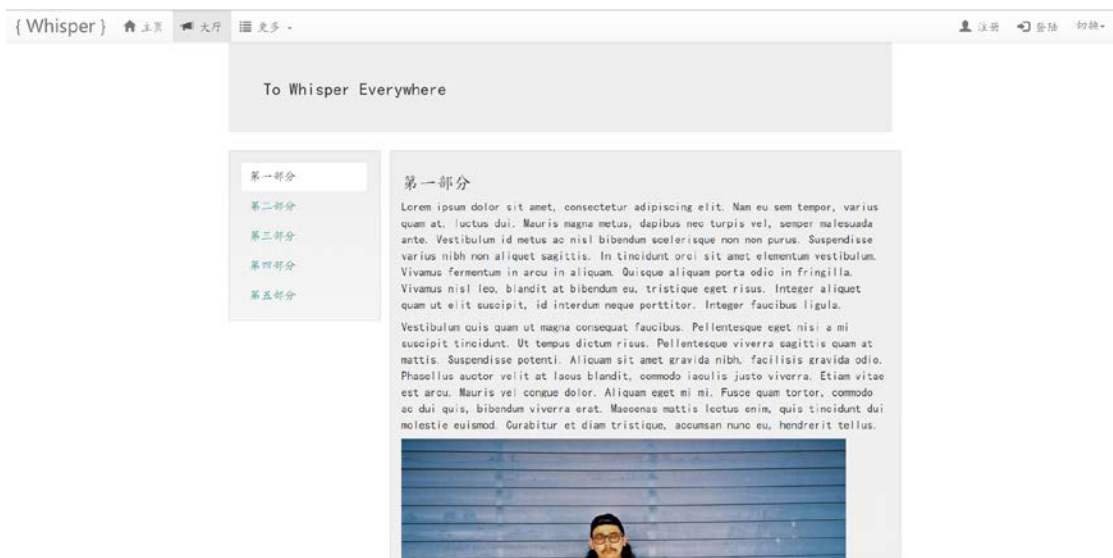 { Whisper } 主页 大厅 更多 注册 登陆 切换
To Whisper Everywhere
第一部分
第二部分
第三部分
第四部分
第五部分
第一部分
Lorem ipsum dolor sit amet, consectetur adipiscing elit. Nam eu sem tempor, varius
quam at, luctus dui. Mauris magna metus, dapibus nec turpis vel, semper malesuada
ante. Vestibulum id metus ac nisl bibendum scelerisque non non purus. Suspendisse
varius nibh non aliquet sagittis. In tincidunt orci sit amet elementum vestibulum.
Vivamus fermentum in arcu in aliquam. Quisque aliquam porta odio in fringilla.
Vivamus nisl leo, blandit at bibendum eu, tristique eget risus. Integer aliquet
quam ut elit suscipit, id interdum neque porttitor. Integer faucibus ligula.
Vestibulum quis quam ut magna consequat faucibus. Pellentesque eget nisi a mi
suscipit tincidunt. Ut tempus dictum risus. Pellentesque viverra sagittis quam at
mattis. Suspendisse potenti. Aliquam sit amet gravida nibh, facilisis gravida odio.
Phasellus auctor velit at lacus blandit, commodo iaculis justo viverra. Etiam vitae
est arcu. Mauris vel congue dolor. Aliquam eget mi mi. Fusce quam tortor, commodo
ac dui quis, bibendum viverra erat. Maecenas mattis lectus enim, quis tincidunt dui
molestie euismod. Curabitur et diam tristique, accumsan nunc eu, hendrerit tellus.